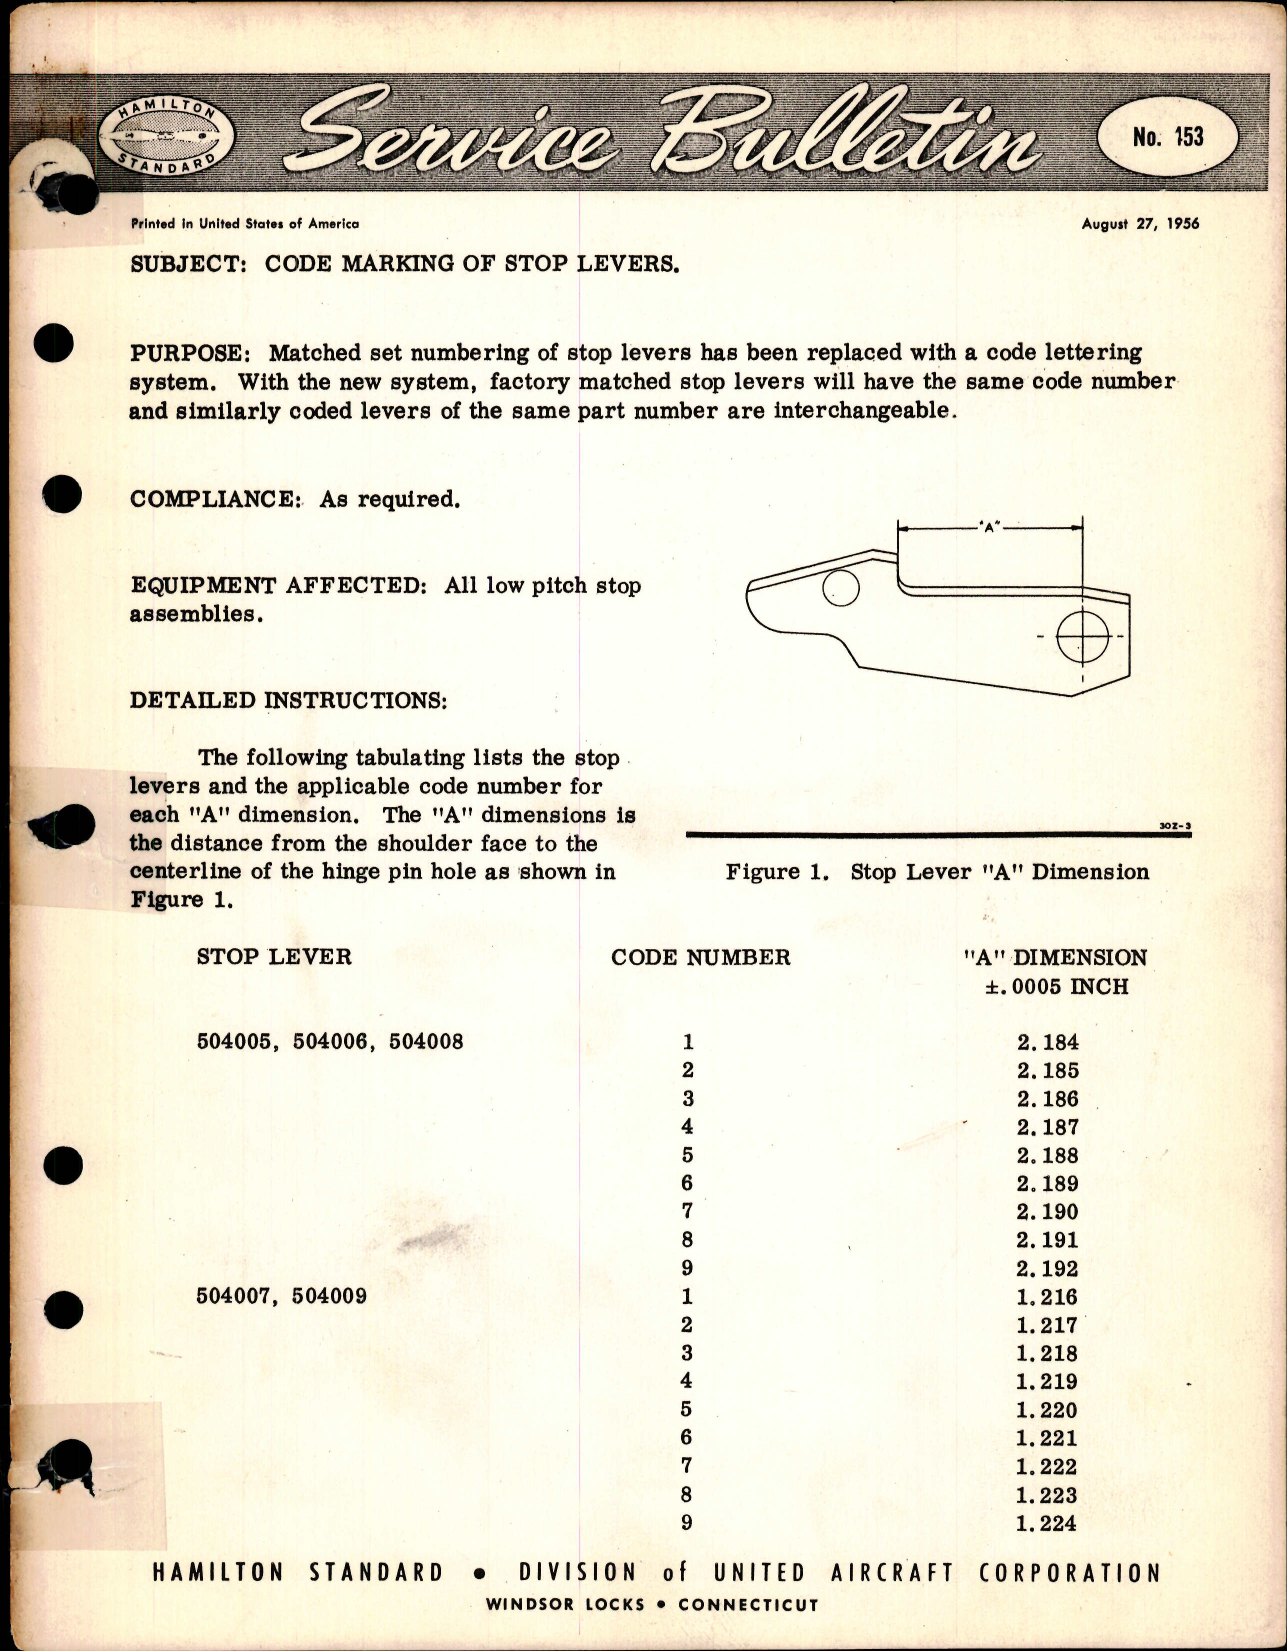 HAMILTON STANDARD
Service Bulletin
No. 153
Printed in United States of America
August 27, 1956
SUBJECT: CODE MARKING OF STOP LEVERS.
PURPOSE: Matched set numbering of stop levers has been replaced with a code lettering
system. With the new system, factory matched stop levers will have the same code number
and similarly coded levers of the same part number are interchangeable.
COMPLIANCE: As required.
EQUIPMENT AFFECTED: All low pitch stop
assemblies.
DETAILED INSTRUCTIONS:
The following tabulating lists the stop
levers and the applicable code number for
each "A" dimension. The "A" dimensions is
the distance from the shoulder face to the
centerline of the hinge pin hole as shown in
Figure 1.
"A"
30Z-3
Figure 1. Stop Lever "A" Dimension
STOP LEVER CODE NUMBER "A" DIMENSION
±.0005 INCH
504005, 504006, 504008 1 2.184
2 2.185
3 2.186
4 2.187
5 2.188
6 2.189
7 2.190
8 2.191
9 2.192
504007, 504009 1 1.216
2 1.217
3 1.218
4 1.219
5 1.220
6 1.221
7 1.222
8 1.223
9 1.224
HAMILTON STANDARD • DIVISION of UNITED AIRCRAFT CORPORATION
WINDSOR LOCKS • CONNECTICUT